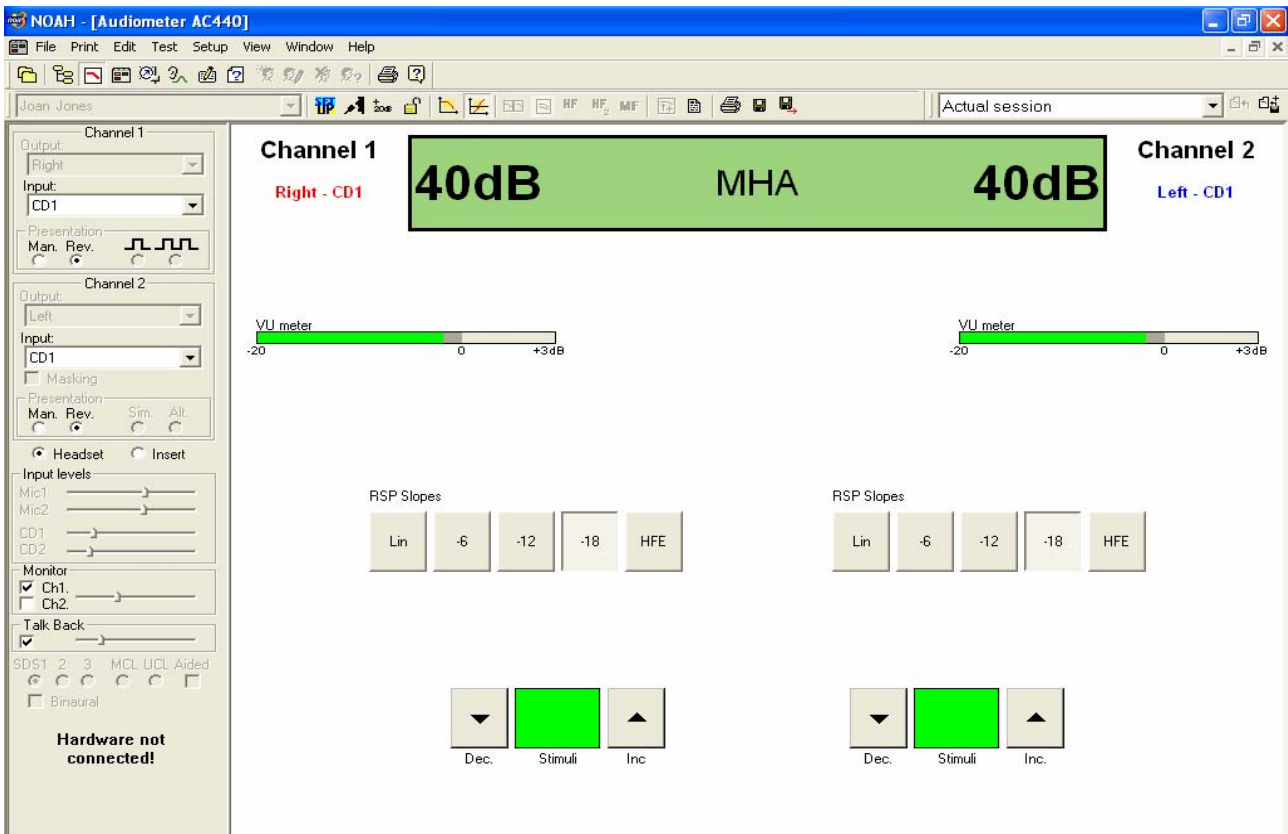 NOAH - [Audiometer AC440]
File Print Edit Test Setup View Window Help
Joan Jones
HF HF2 MF
Actual session
Channel 1
Output:
Right
Input:
CD1
Presentation
Man. Rev.
Channel 2
Output:
Left
Input:
CD1
Masking
Presentation
Man. Rev. Sim. Alt.
Headset Insert
Input levels
Mic1
Mic2
CD1
CD2
Monitor
Ch1.
Ch2.
Talk Back
SDS1 2 3 MCL UCL Aided
Binaural
Hardware not
connected!
Channel 1
Right - CD1
40dB MHA 40dB
Channel 2
Left - CD1
VU meter
-20 0 +3dB
VU meter
-20 0 +3dB
RSP Slopes
Lin -6 -12 -18 HFE
RSP Slopes
Lin -6 -12 -18 HFE
Dec. Stimuli Inc
Dec. Stimuli Inc.